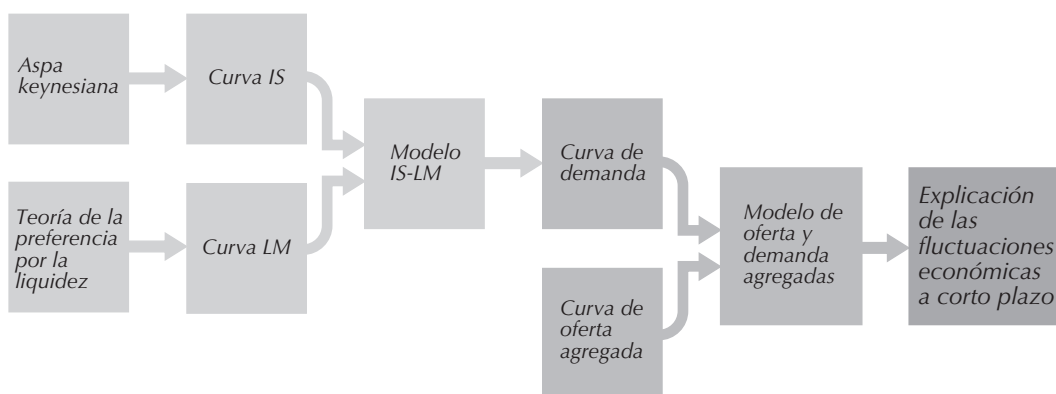 Aspa
keynesiana
Curva IS
Teoría de la
preferencia
por la
liquidez
Curva LM
Modelo
IS-LM
Curva de
demanda
Curva de
oferta
agregada
Modelo de
oferta y
demanda
agregadas
Explicación
de las
fluctuaciones
económicas
a corto plazo